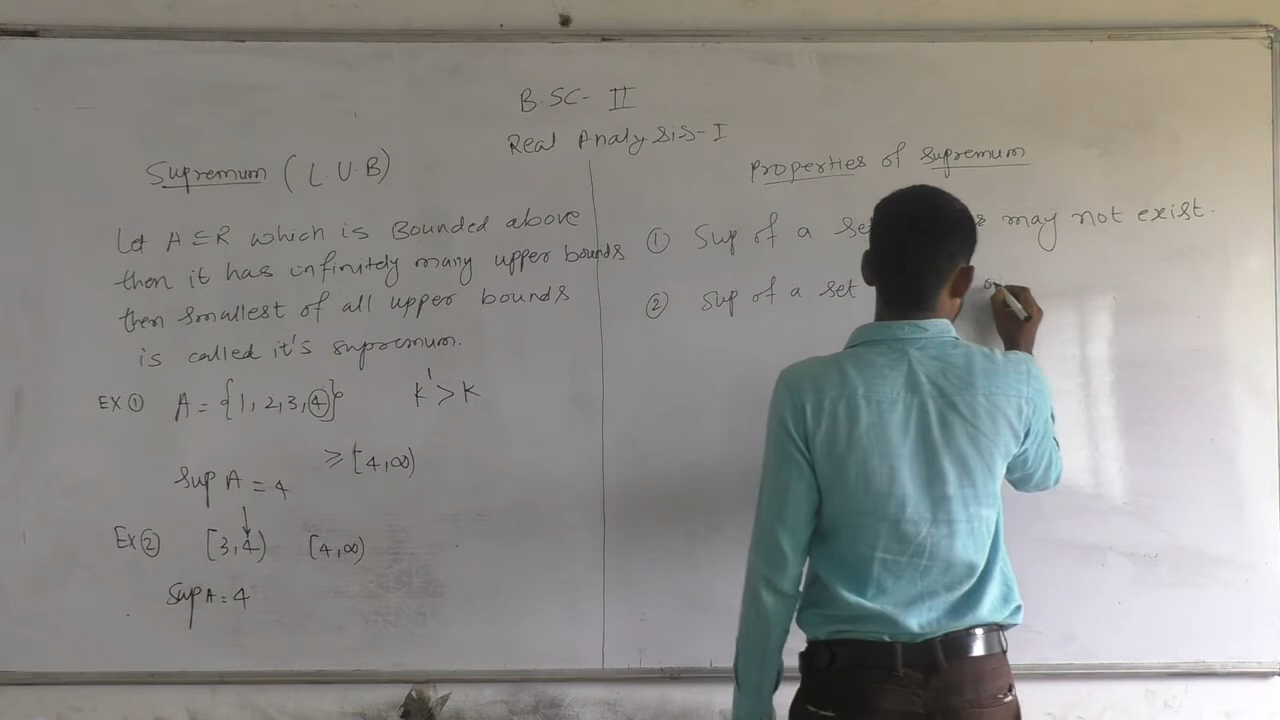 B.SC- II
Real Analysis-I
Supremum (L.U.B)
Let A ⊆ R which is Bounded above
then it has infinitely many upper bounds
then smallest of all upper bounds
is called it's supremum.
EX ① A = {1, 2, 3, 4}
K' > K
≥ [4,∞)
Sup A = 4
↓
Ex② [3,4) [4,∞)
Sup A = 4
Properties of Supremum
① Sup of a set may not exist.
② Sup of a set